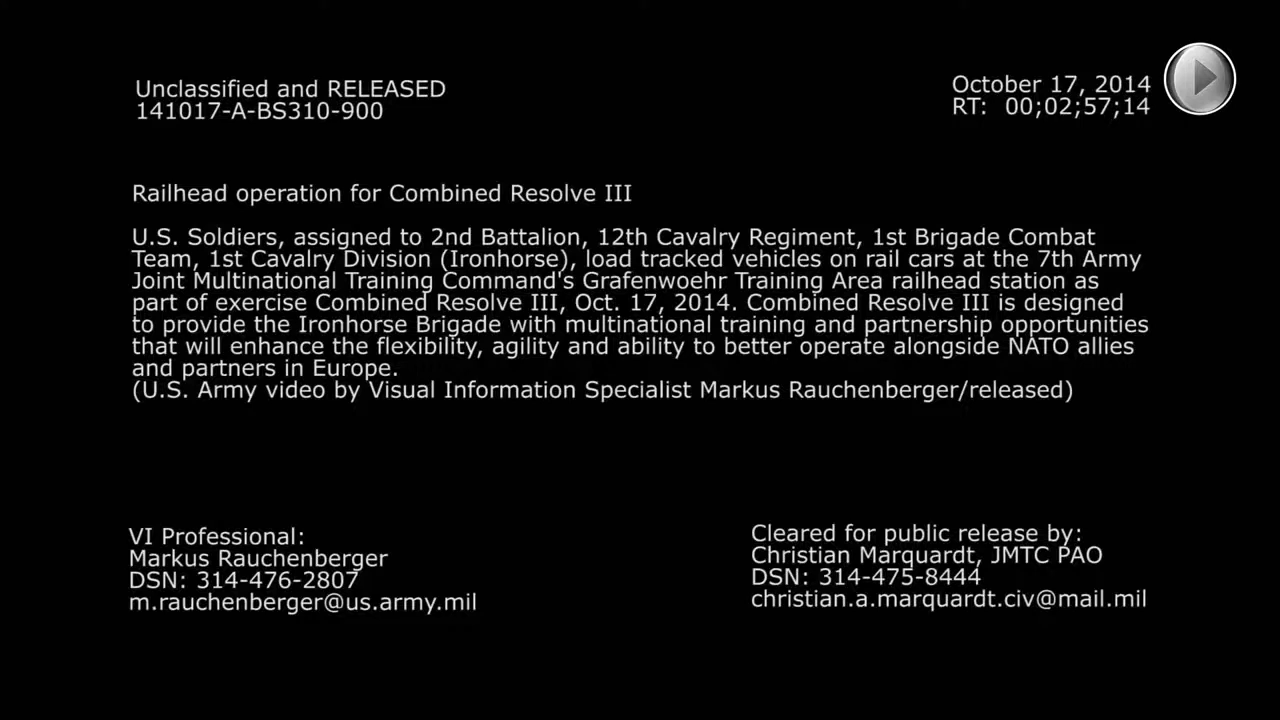 Unclassified and RELEASED
141017-A-BS310-900
October 17, 2014
RT: 00;02;57;14
Railhead operation for Combined Resolve III
U.S. Soldiers, assigned to 2nd Battalion, 12th Cavalry Regiment, 1st Brigade Combat
Team, 1st Cavalry Division (Ironhorse), load tracked vehicles on rail cars at the 7th Army
Joint Multinational Training Command's Grafenwoehr Training Area railhead station as
part of exercise Combined Resolve III, Oct. 17, 2014. Combined Resolve III is designed
to provide the Ironhorse Brigade with multinational training and partnership opportunities
that will enhance the flexibility, agility and ability to better operate alongside NATO allies
and partners in Europe.
(U.S. Army video by Visual Information Specialist Markus Rauchenberger/released)
VI Professional:
Markus Rauchenberger
DSN: 314-476-2807
m.rauchenberger@us.army.mil
Cleared for public release by:
Christian Marquardt, JMTC PAO
DSN: 314-475-8444
christian.a.marquardt.civ@mail.mil